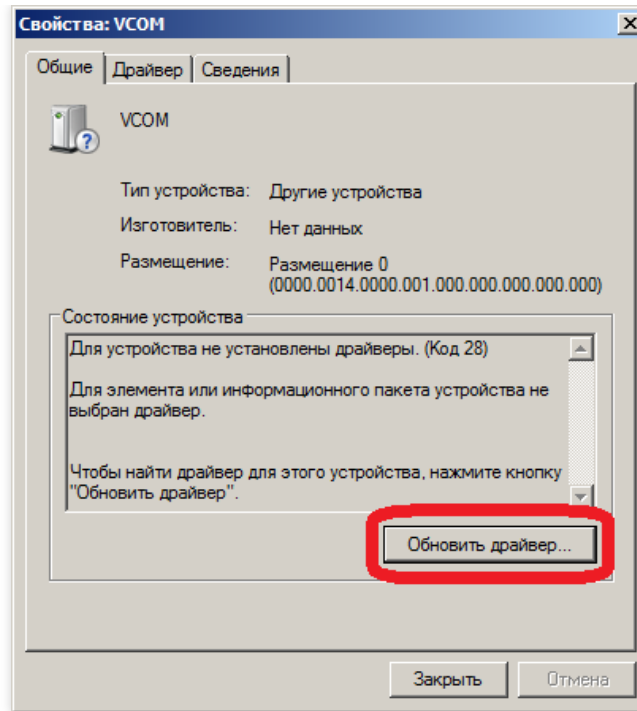 Свойства: VCOM
Общие Драйвер Сведения
VCOM
Тип устройства: Другие устройства
Изготовитель: Нет данных
Размещение: Размещение 0
(0000.0014.0000.001.000.000.000.000.000)
Состояние устройства
Для устройства не установлены драйверы. (Код 28)
Для элемента или информационного пакета устройства не
выбран драйвер.
Чтобы найти драйвер для этого устройства, нажмите кнопку
"Обновить драйвер".
Обновить драйвер...
Закрыть Отмена